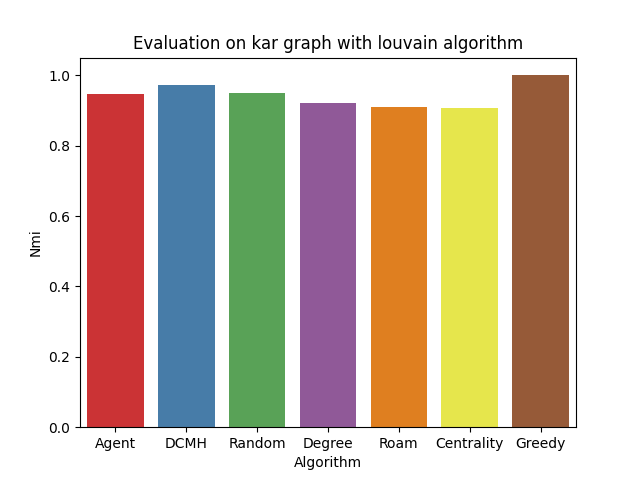 Evaluation on kar graph with louvain algorithm
1.0
0.8
0.6
0.4
0.2
0.0
Nmi
Agent DCMH Random Degree Roam Centrality Greedy
Algorithm